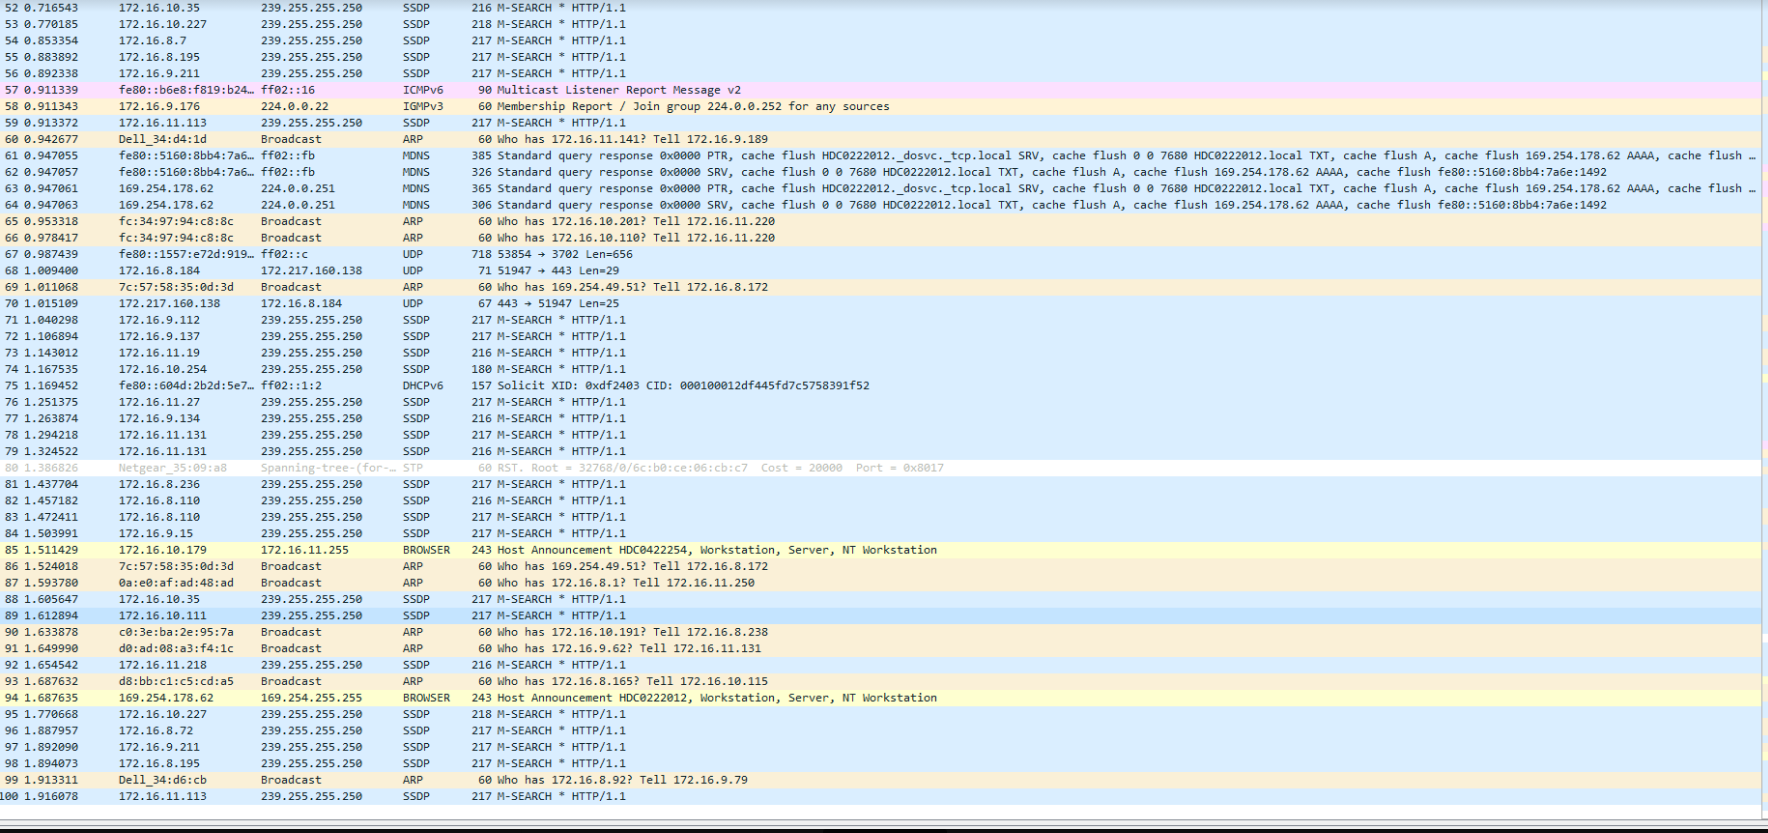 52 0.716543 172.16.10.35 239.255.255.250 SSDP 216 M-SEARCH * HTTP/1.1
53 0.770185 172.16.10.227 239.255.255.250 SSDP 218 M-SEARCH * HTTP/1.1
54 0.853354 172.16.8.7 239.255.255.250 SSDP 217 M-SEARCH * HTTP/1.1
55 0.883892 172.16.8.195 239.255.255.250 SSDP 217 M-SEARCH * HTTP/1.1
56 0.892338 172.16.9.211 239.255.255.250 SSDP 217 M-SEARCH * HTTP/1.1
57 0.911339 fe80::b6e8:f819:b24… ff02::16 ICMPv6 90 Multicast Listener Report Message v2
58 0.911343 172.16.9.176 224.0.0.22 IGMPv3 60 Membership Report / Join group 224.0.0.252 for any sources
59 0.913372 172.16.11.113 239.255.255.250 SSDP 217 M-SEARCH * HTTP/1.1
60 0.942677 Dell_34:d4:1d Broadcast ARP 60 Who has 172.16.11.141? Tell 172.16.9.189
61 0.947055 fe80::5160:8bb4:7a6… ff02::fb MDNS 385 Standard query response 0x0000 PTR, cache flush HDC0222012._dosvc._tcp.local SRV, cache flush 0 0 7680 HDC0222012.local TXT, cache flush A, cache flush 169.254.178.62 AAAA, cache flush …
62 0.947057 fe80::5160:8bb4:7a6… ff02::fb MDNS 326 Standard query response 0x0000 SRV, cache flush 0 0 7680 HDC0222012.local TXT, cache flush A, cache flush 169.254.178.62 AAAA, cache flush fe80::5160:8bb4:7a6e:1492
63 0.947061 169.254.178.62 224.0.0.251 MDNS 365 Standard query response 0x0000 PTR, cache flush HDC0222012._dosvc._tcp.local SRV, cache flush 0 0 7680 HDC0222012.local TXT, cache flush A, cache flush 169.254.178.62 AAAA, cache flush …
64 0.947063 169.254.178.62 224.0.0.251 MDNS 306 Standard query response 0x0000 SRV, cache flush 0 0 7680 HDC0222012.local TXT, cache flush A, cache flush 169.254.178.62 AAAA, cache flush fe80::5160:8bb4:7a6e:1492
65 0.953318 fc:34:97:94:c8:8c Broadcast ARP 60 Who has 172.16.10.201? Tell 172.16.11.220
66 0.978417 fc:34:97:94:c8:8c Broadcast ARP 60 Who has 172.16.10.110? Tell 172.16.11.220
67 0.987439 fe80::1557:e72d:919… ff02::c UDP 718 53854 → 3702 Len=656
68 1.009400 172.16.8.184 172.217.160.138 UDP 71 51947 → 443 Len=29
69 1.011068 7c:57:58:35:0d:3d Broadcast ARP 60 Who has 169.254.49.51? Tell 172.16.8.172
70 1.015109 172.217.160.138 172.16.8.184 UDP 67 443 → 51947 Len=25
71 1.040298 172.16.9.112 239.255.255.250 SSDP 217 M-SEARCH * HTTP/1.1
72 1.106894 172.16.9.137 239.255.255.250 SSDP 217 M-SEARCH * HTTP/1.1
73 1.143012 172.16.11.19 239.255.255.250 SSDP 216 M-SEARCH * HTTP/1.1
74 1.167535 172.16.10.254 239.255.255.250 SSDP 180 M-SEARCH * HTTP/1.1
75 1.169452 fe80::604d:2b2d:5e7… ff02::1:2 DHCPv6 157 Solicit XID: 0xdf2403 CID: 000100012df445fd7c5758391f52
76 1.251375 172.16.11.27 239.255.255.250 SSDP 217 M-SEARCH * HTTP/1.1
77 1.263874 172.16.9.134 239.255.255.250 SSDP 216 M-SEARCH * HTTP/1.1
78 1.294218 172.16.11.131 239.255.255.250 SSDP 217 M-SEARCH * HTTP/1.1
79 1.324522 172.16.11.131 239.255.255.250 SSDP 216 M-SEARCH * HTTP/1.1
80 1.386826 Netgear_35:09:a8 Spanning-tree-(for-… STP 60 RST. Root = 32768/0/6c:b0:ce:06:cb:c7 Cost = 20000 Port = 0x8017
81 1.437704 172.16.8.236 239.255.255.250 SSDP 217 M-SEARCH * HTTP/1.1
82 1.457182 172.16.8.110 239.255.255.250 SSDP 216 M-SEARCH * HTTP/1.1
83 1.472411 172.16.8.110 239.255.255.250 SSDP 217 M-SEARCH * HTTP/1.1
84 1.503991 172.16.9.15 239.255.255.250 SSDP 217 M-SEARCH * HTTP/1.1
85 1.511429 172.16.10.179 172.16.11.255 BROWSER 243 Host Announcement HDC0422254, Workstation, Server, NT Workstation
86 1.524018 7c:57:58:35:0d:3d Broadcast ARP 60 Who has 169.254.49.51? Tell 172.16.8.172
87 1.593780 0a:e0:af:ad:48:ad Broadcast ARP 60 Who has 172.16.8.1? Tell 172.16.11.250
88 1.605647 172.16.10.35 239.255.255.250 SSDP 217 M-SEARCH * HTTP/1.1
89 1.612894 172.16.10.111 239.255.255.250 SSDP 217 M-SEARCH * HTTP/1.1
90 1.633878 c0:3e:ba:2e:95:7a Broadcast ARP 60 Who has 172.16.10.191? Tell 172.16.8.238
91 1.649990 d0:ad:08:a3:f4:1c Broadcast ARP 60 Who has 172.16.9.62? Tell 172.16.11.131
92 1.654542 172.16.11.218 239.255.255.250 SSDP 216 M-SEARCH * HTTP/1.1
93 1.687632 d8:bb:c1:c5:cd:a5 Broadcast ARP 60 Who has 172.16.8.165? Tell 172.16.10.115
94 1.687635 169.254.178.62 169.254.255.255 BROWSER 243 Host Announcement HDC0222012, Workstation, Server, NT Workstation
95 1.770668 172.16.10.227 239.255.255.250 SSDP 218 M-SEARCH * HTTP/1.1
96 1.887957 172.16.8.72 239.255.255.250 SSDP 217 M-SEARCH * HTTP/1.1
97 1.892090 172.16.9.211 239.255.255.250 SSDP 217 M-SEARCH * HTTP/1.1
98 1.894073 172.16.8.195 239.255.255.250 SSDP 217 M-SEARCH * HTTP/1.1
99 1.913311 Dell_34:d6:cb Broadcast ARP 60 Who has 172.16.8.92? Tell 172.16.9.79
100 1.916078 172.16.11.113 239.255.255.250 SSDP 217 M-SEARCH * HTTP/1.1